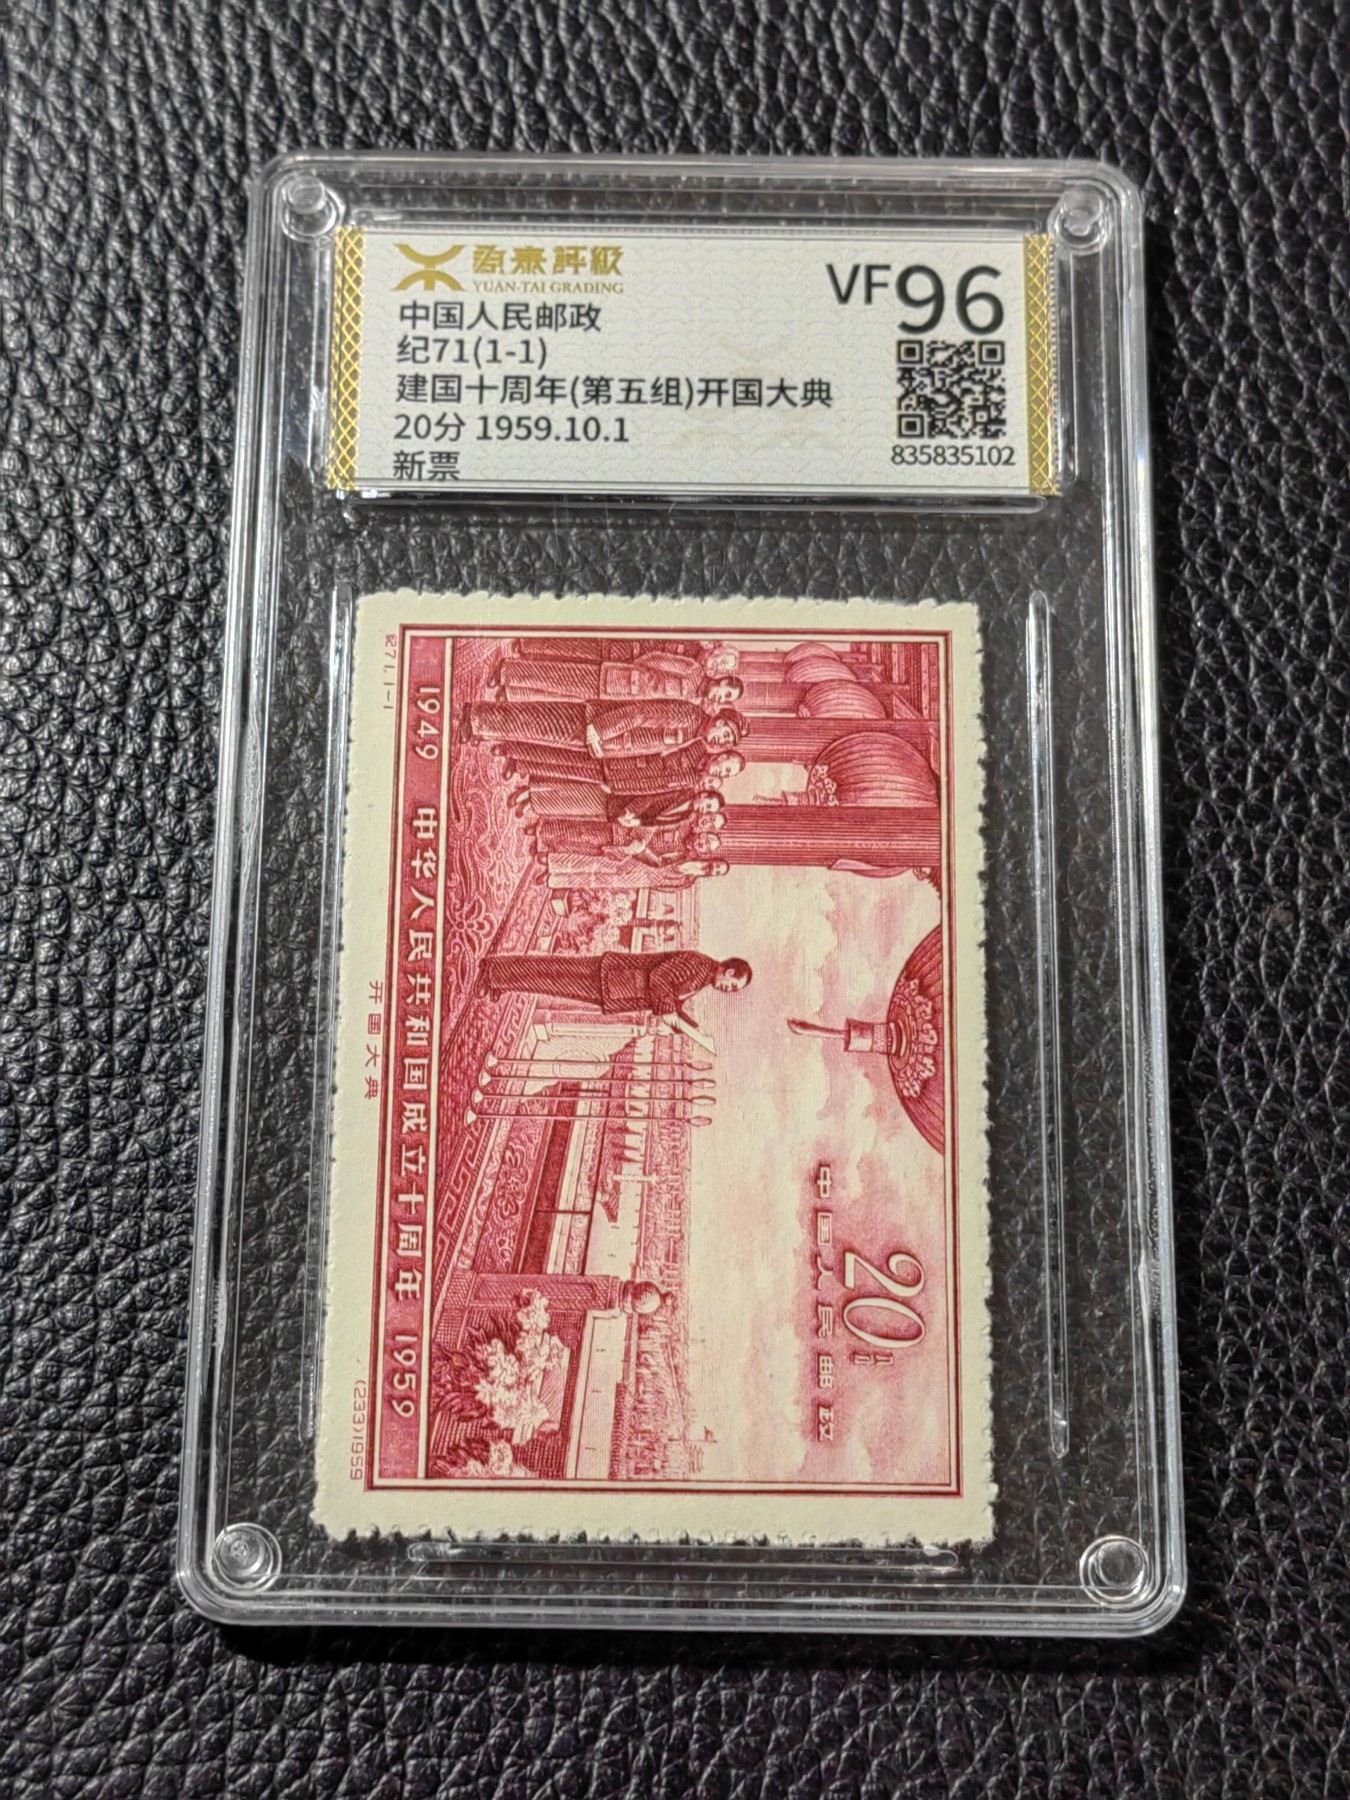 源泰評級
YUAN-TAI GRADING
中国人民邮政
纪71(1-1)
建国十周年(第五组)开国大典
20分 1959.10.1
新票
VF96
835835102
20分
中国人民邮政
1949 中华人民共和国成立十周年 1959
纪71.1-1
开国大典
(233)1959